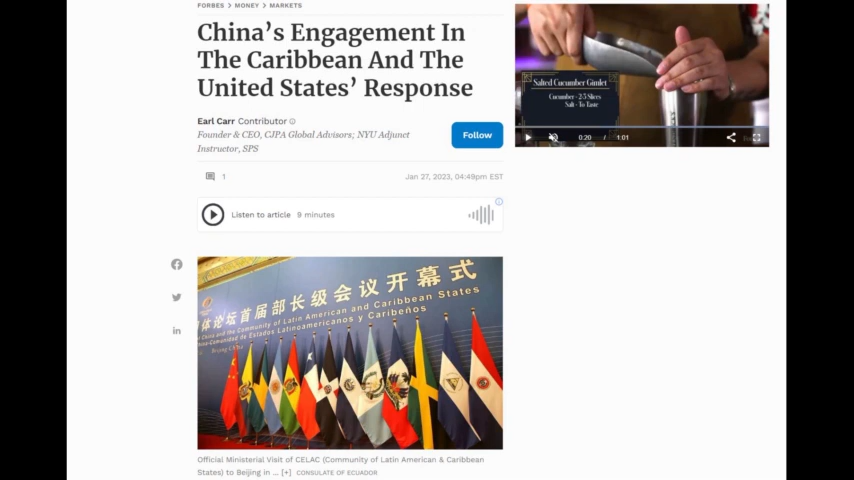 FORBES > MONEY > MARKETS
China’s Engagement In
The Caribbean And The
United States’ Response
Earl Carr Contributor
Founder & CEO, CJPA Global Advisors; NYU Adjunct
Instructor, SPS
Follow
1
Jan 27, 2023, 04:49pm EST
Listen to article 9 minutes
体论坛首届部长级会议开幕式
China and the Community of Latin American and Caribbean States
China-Comunidad de Estados Latinoamericanos y Caribeños
Beijing
Official Ministerial Visit of CELAC (Community of Latin American & Caribbean
States) to Beijing in ... [+] CONSULATE OF ECUADOR
Salted Cucumber Gimlet
Cucumber - 2-3 Slices
Salt - To Taste
0:20 / 1:01